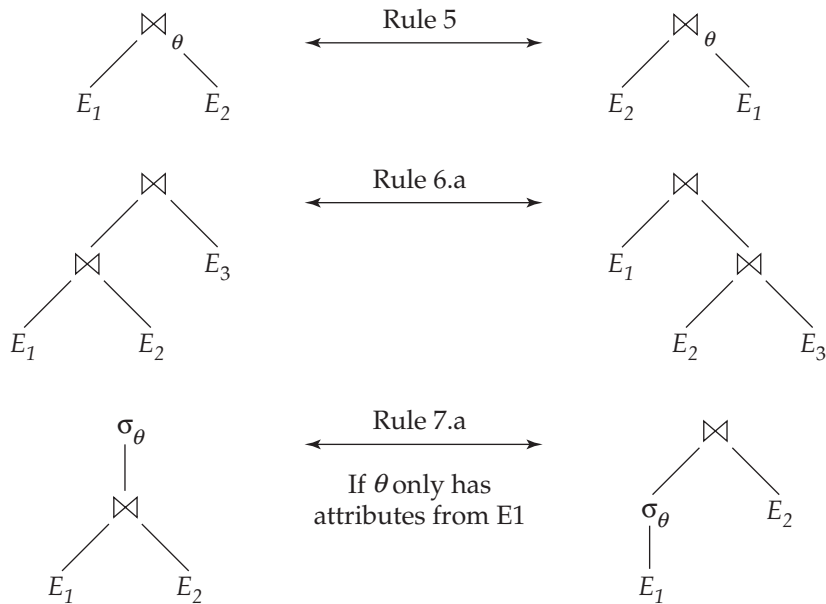 ⋈θ Rule 5 ⋈θ
E1 E2 E2 E1
⋈ Rule 6.a ⋈
⋈ E3 E1 ⋈
E1 E2 E2 E3
σθ Rule 7.a ⋈
If θ only has
⋈ attributes from E1 σθ E2
E1 E2 E1